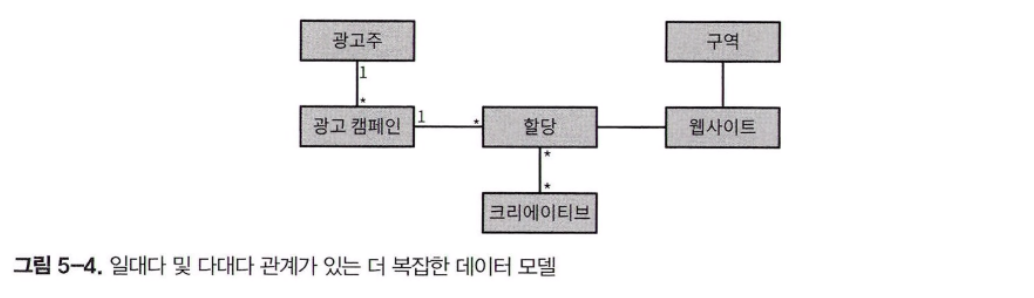 광고주
구역
1
*
광고 캠페인
1
*
할당
웹사이트
*
*
크리에이티브
그림 5-4. 일대다 및 다대다 관계가 있는 더 복잡한 데이터 모델